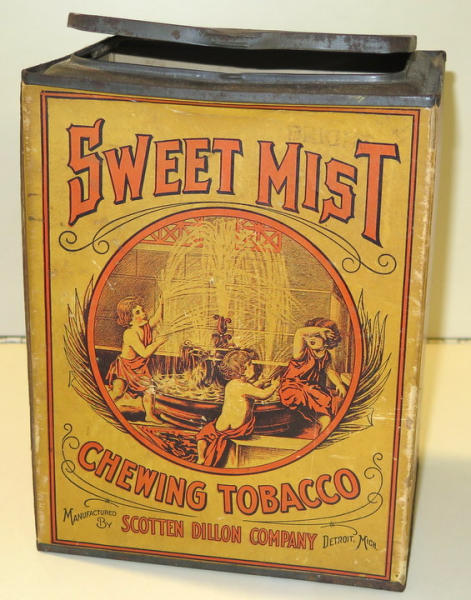 SWEET MIST
CHEWING TOBACCO
MANUFACTURED BY SCOTTEN DILLON COMPANY DETROIT, MICH.